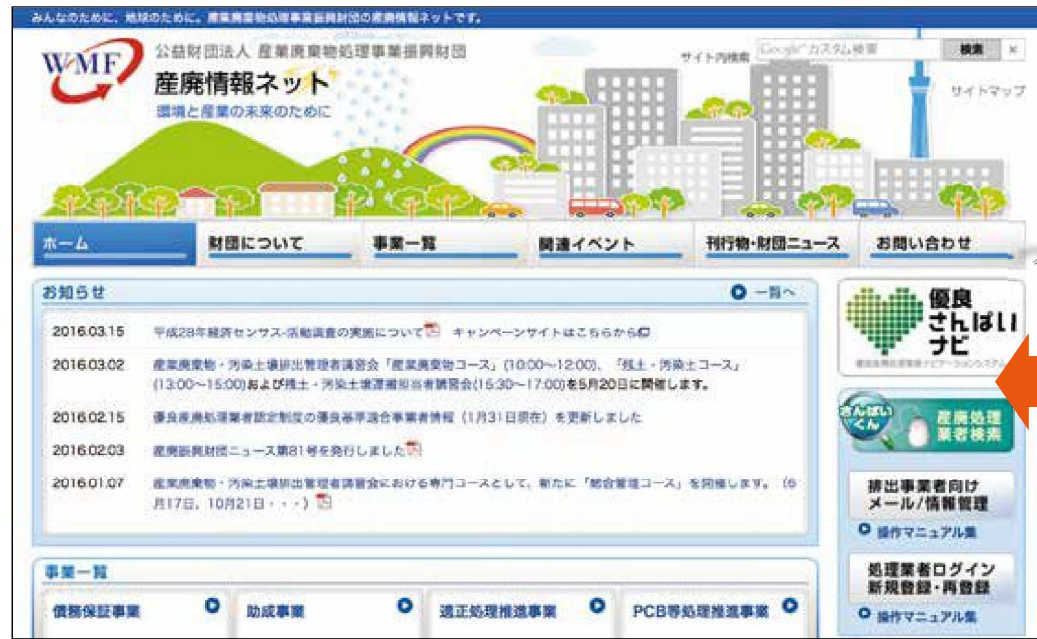 みんなのために、地球のために。産業廃棄物処理事業振興財団の産廃情報ネットです。
WMF
公益財団法人 産業廃棄物処理事業振興財団
産廃情報ネット
環境と産業の未来のために
サイト内検索 Google カスタム検索 検索 ×
サイトマップ
ホーム 財団について 事業一覧 関連イベント 刊行物・財団ニュース お問い合わせ
お知らせ 一覧へ
2016.03.15 平成28年経済センサス-活動調査の実施について キャンペーンサイトはこちらから
2016.03.02 産業廃棄物・汚染土壌排出管理者講習会「産業廃棄物コース」(10:00～12:00)、「残土・汚染土コース」
(13:00～15:00)および残土・汚染土壌運搬担当者講習会(15:30～17:00)を5月20日に開催します。
2016.02.15 優良産廃処理業者認定制度の優良基準適合事業者情報（1月31日現在）を更新しました
2016.02.03 産廃振興財団ニュース第81号を発行しました
2016.01.07 産業廃棄物・汚染土壌排出管理者講習会における専門コースとして、新たに「総合管理コース」を開催します。（6
月17日、10月21日・・・）
優良
さんぱい
ナビ
さんぱい
くん
産廃処理
業者検索
排出事業者向け
メール/情報管理
操作マニュアル集
処理業者ログイン
新規登録・再登録
操作マニュアル集
事業一覧
債務保証事業 助成事業 適正処理推進事業 PCB等処理推進事業